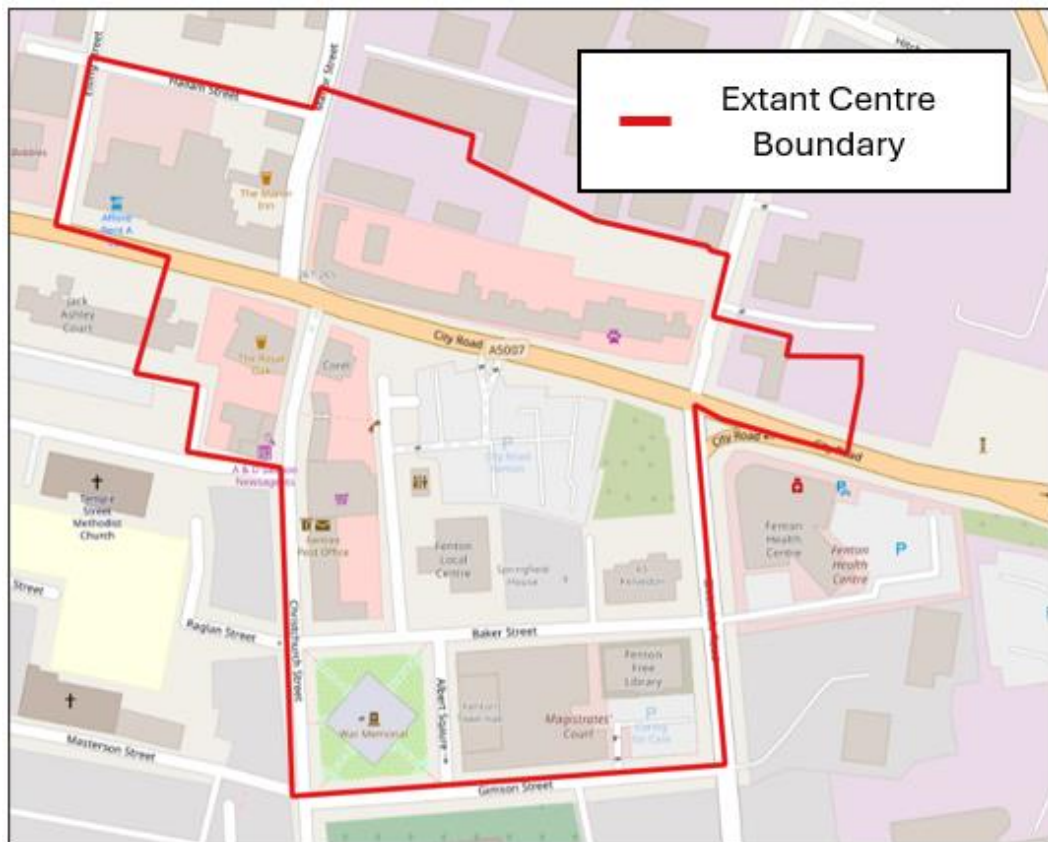 Extant Centre
Boundary
Hallam Street
The Manor
Inn
Jack
Ashley
Court
City Road
A5007
The Royal
Oak
Newsagents
Temple
Street
Methodist
Church
Fenton
Post Office
Fenton
Local
Centre
Springfield
House
City Road
City Road
Fenton
Health
Centre
Fenton
Health
Centre
P
P
Street
Raglan Street
Christchurch Street
Baker Street
Albert Square
War Memorial
Fenton
Free
Library
Magistrates'
Court
P
Masterson Street
Gimson Street